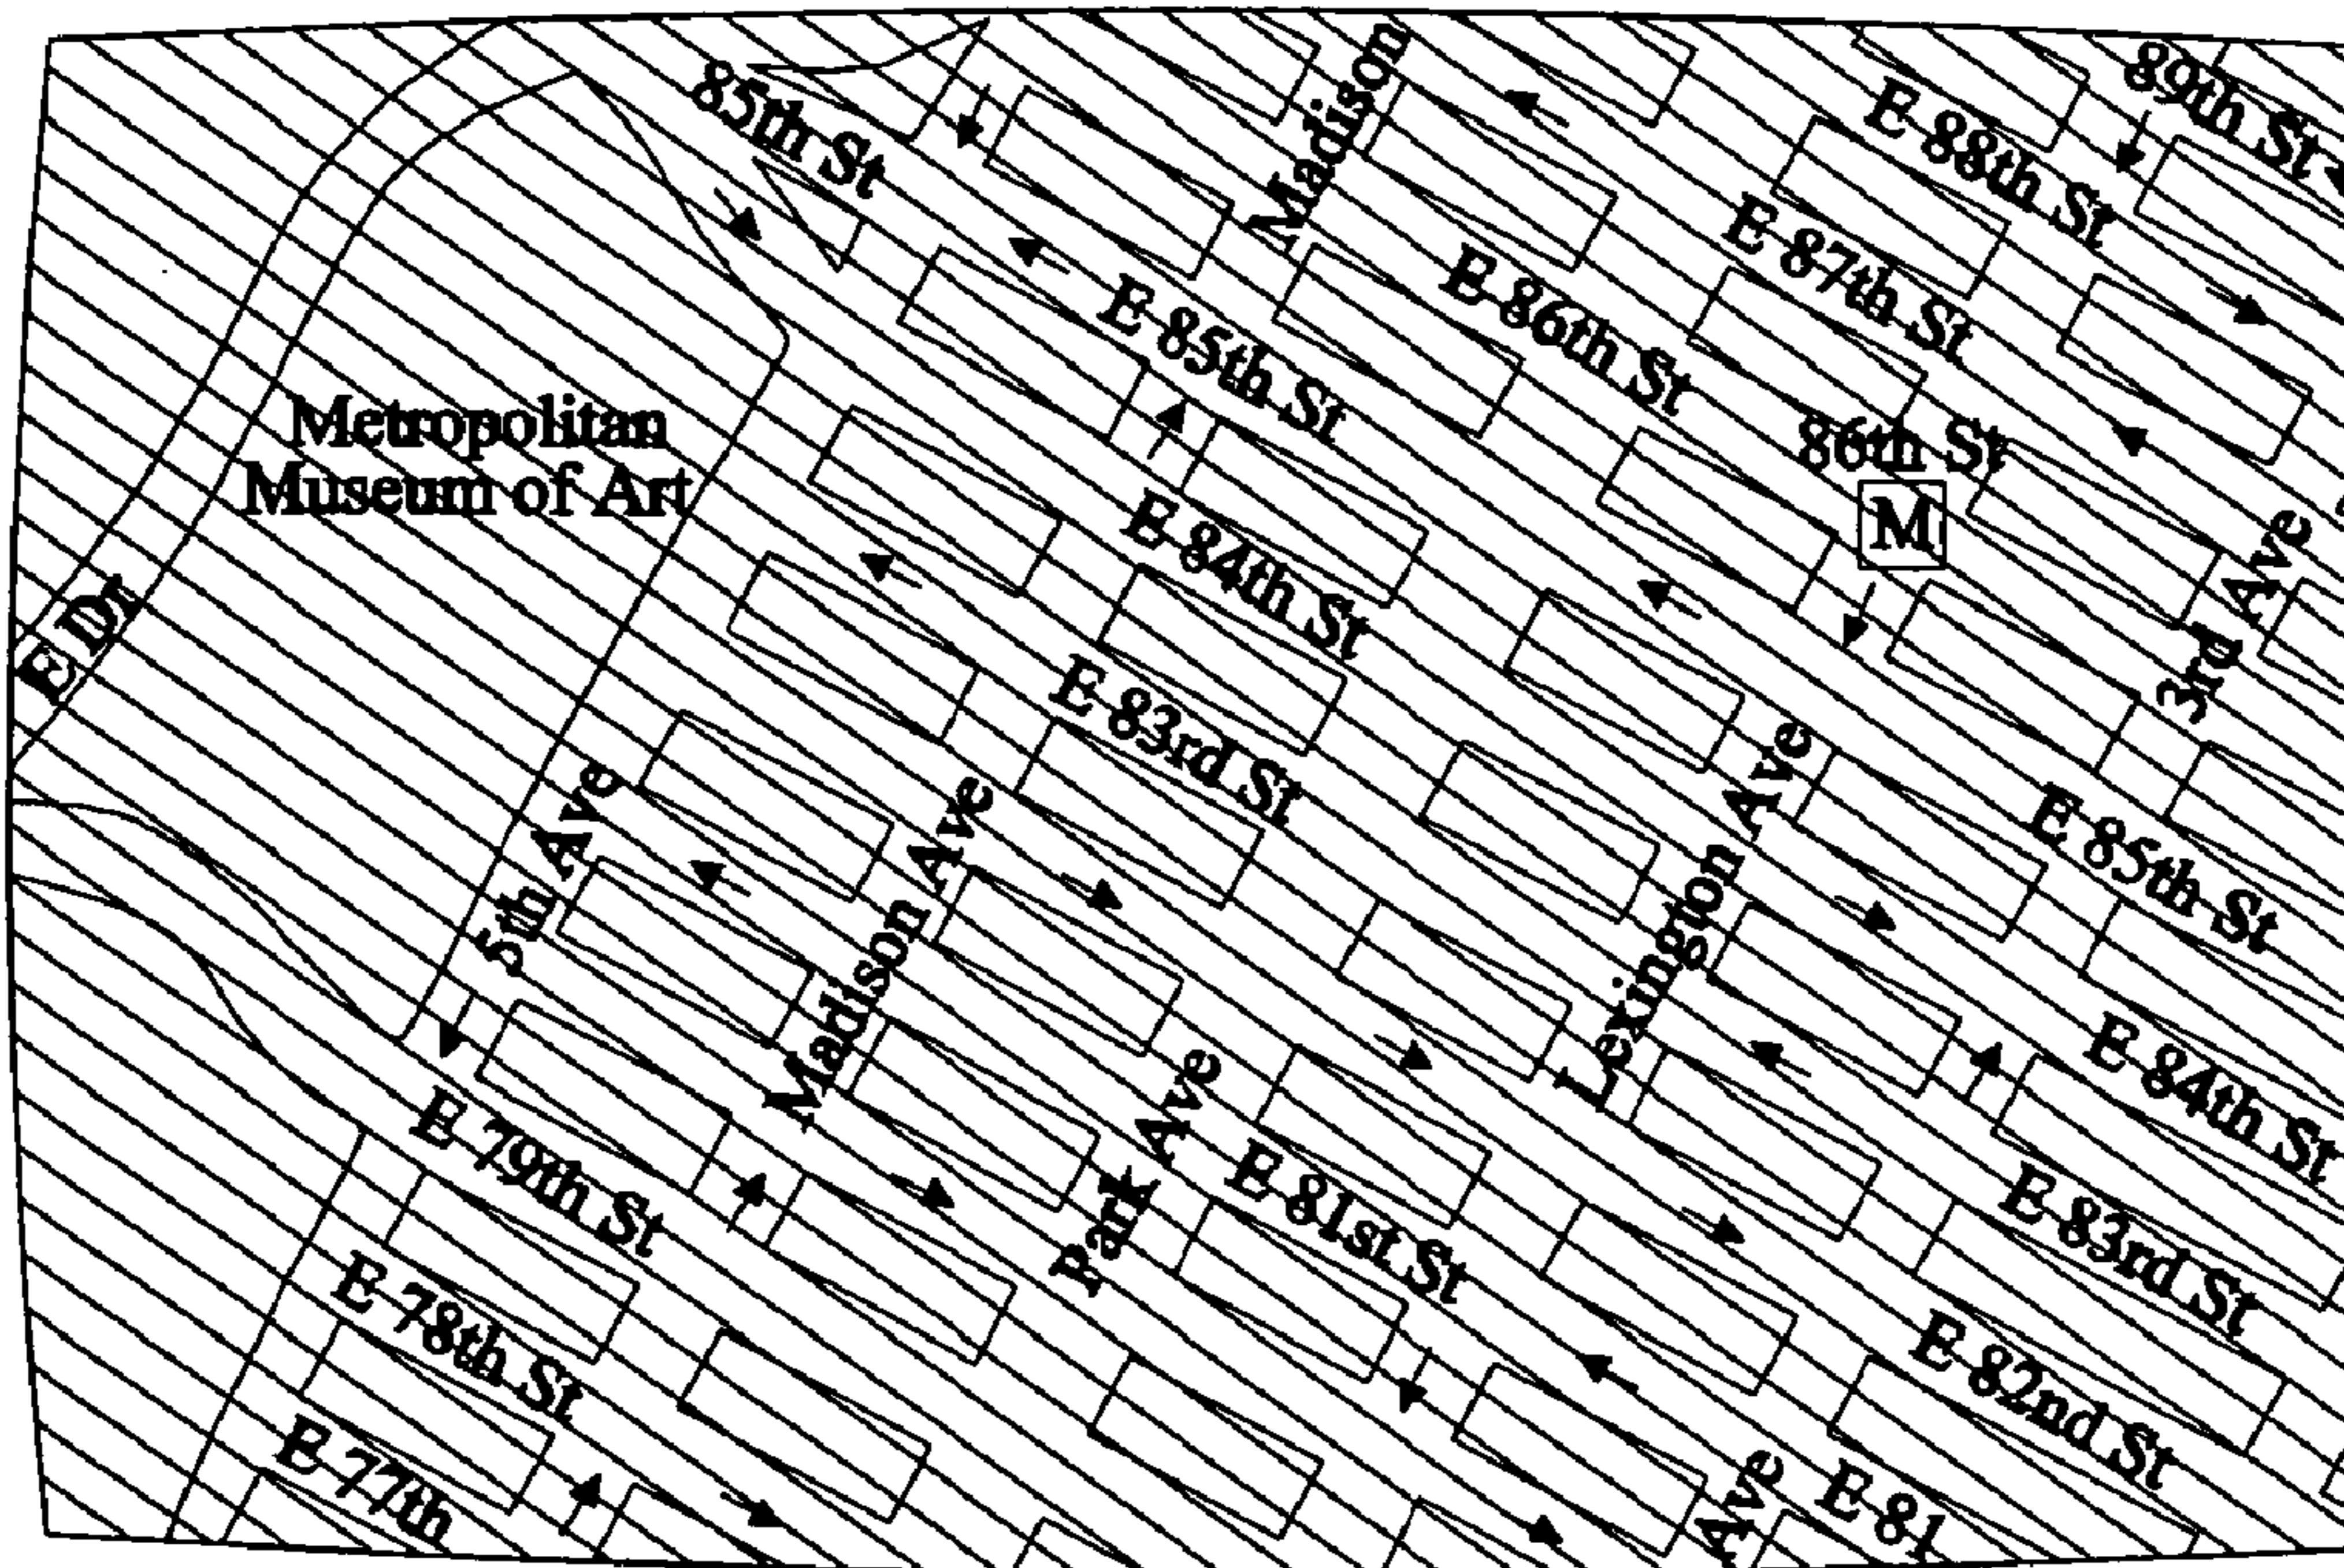 Madison
89th St
85th St
E 88th St
E 87th St
E 86th St
E 85th St
Metropolitan
Museum of Art
86th St
M
E 84th St
3rd Ave
E Dr
E 83rd St
5th Ave
Madison Ave
Lexington Ave
E 85th St
E 84th St
Park Ave
E 79th St
E 81st St
E 83rd St
E 78th St
E 82nd St
E 77th
Ave
E 81